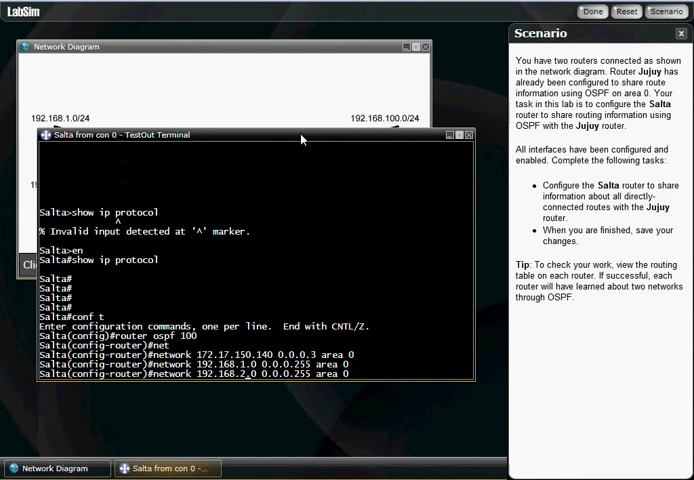 LabSim
Done
Reset
Scenario
Network Diagram
192.168.1.0/24
192.168.100.0/24
Salta from con 0 - TestOut Terminal
Salta>show ip protocol
^
% Invalid input detected at '^' marker.
Salta>en
Salta#show ip protocol
Salta#
Salta#
Salta#
Salta#
Salta#conf t
Enter configuration commands, one per line. End with CNTL/Z.
Salta(config)#router ospf 100
Salta(config-router)#net
Salta(config-router)#network 172.17.150.140 0.0.0.3 area 0
Salta(config-router)#network 192.168.1.0 0.0.0.255 area 0
Salta(config-router)#network 192.168.2.0 0.0.0.255 area 0
Scenario
You have two routers connected as shown
in the network diagram. Router Jujuy has
already been configured to share route
information using OSPF on area 0. Your
task in this lab is to configure the Salta
router to share routing information using
OSPF with the Jujuy router.
All interfaces have been configured and
enabled. Complete the following tasks:
• Configure the Salta router to share
information about all directly-
connected routes with the Jujuy
router.
• When you are finished, save your
changes.
Tip: To check your work, view the routing
table on each router. If successful, each
router will have learned about two networks
through OSPF.
Network Diagram
Salta from con 0 -...